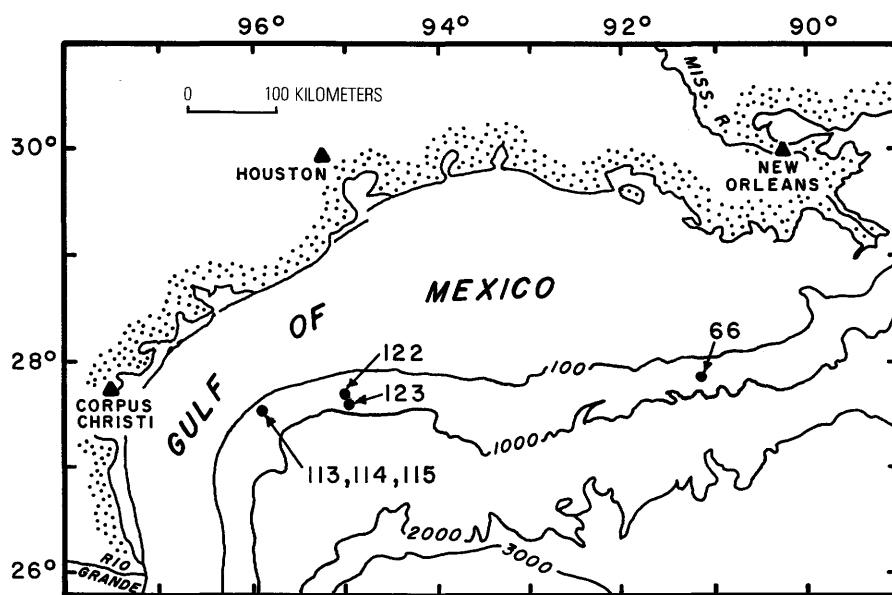 96° 94° 92° 90°
0 100 KILOMETERS
MISS. R.
30°
HOUSTON
NEW
ORLEANS
GULF OF MEXICO
66
28°
122
100
123
CORPUS
CHRISTI
1000
113, 114, 115
2000
3000
RIO
GRANDE
26°